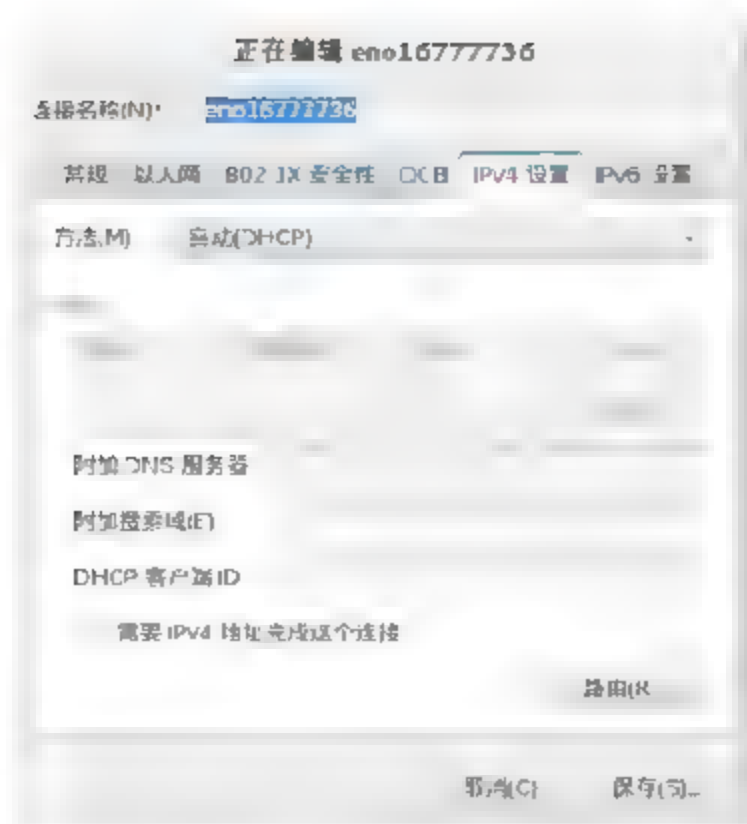 正在编辑 eno16777736
连接名称(N): eno16777736
常规 以太网 802.1X 安全性 DCB IPv4 设置 IPv6 设置
方法(M) 自动(DHCP)
附加 DNS 服务器
附加搜索域(E)
DHCP 客户端 ID
需要 IPv4 地址完成这个连接
路由(R
取消(C) 保存(S)...